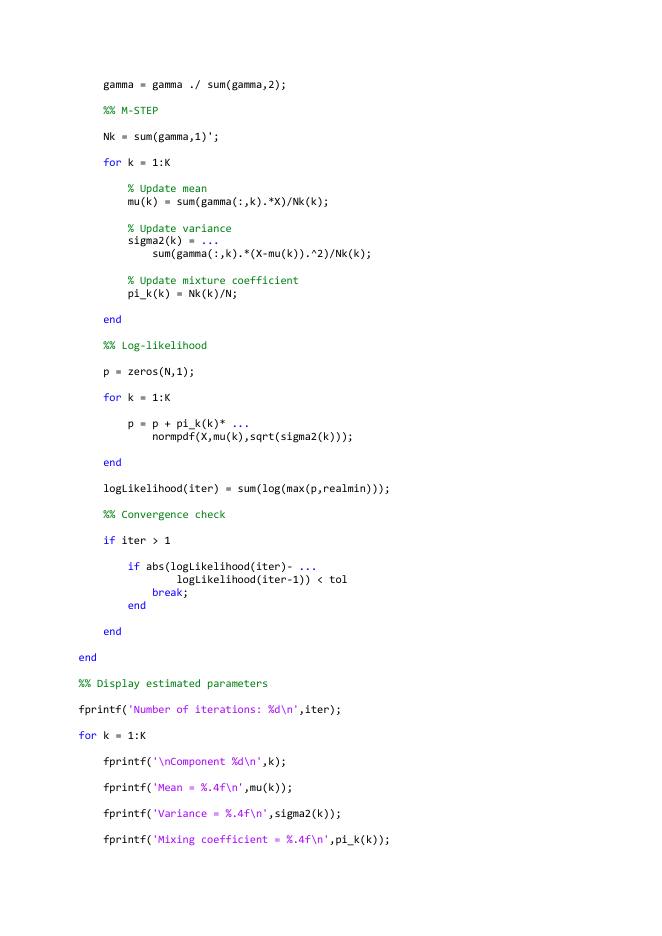 gamma = gamma ./ sum(gamma,2);
%% M-STEP
Nk = sum(gamma,1)';
for k = 1:K
% Update mean
mu(k) = sum(gamma(:,k).*X)/Nk(k);
% Update variance
sigma2(k) = ...
sum(gamma(:,k).*(X-mu(k)).^2)/Nk(k);
% Update mixture coefficient
pi_k(k) = Nk(k)/N;
end
%% Log-likelihood
p = zeros(N,1);
for k = 1:K
p = p + pi_k(k)* ...
normpdf(X,mu(k),sqrt(sigma2(k)));
end
logLikelihood(iter) = sum(log(max(p,realmin)));
%% Convergence check
if iter > 1
if abs(logLikelihood(iter)- ...
logLikelihood(iter-1)) < tol
break;
end
end
end
%% Display estimated parameters
fprintf('Number of iterations: %d\n',iter);
for k = 1:K
fprintf('\nComponent %d\n',k);
fprintf('Mean = %.4f\n',mu(k));
fprintf('Variance = %.4f\n',sigma2(k));
fprintf('Mixing coefficient = %.4f\n',pi_k(k));